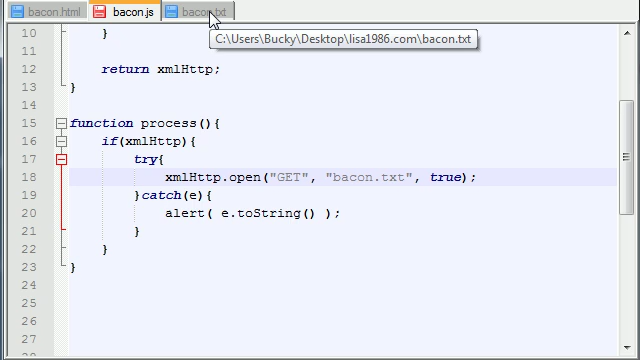 bacon.html bacon.js bacon.txt
C:\Users\Bucky\Desktop\lisa1986.com\bacon.txt
10 }
11
12 return xmlHttp;
13 }
14
15 function process(){
16 if(xmlHttp){
17 try{
18 xmlHttp.open("GET", "bacon.txt", true);
19 }catch(e){
20 alert( e.toString() );
21 }
22 }
23 }
24
25
26
27
28